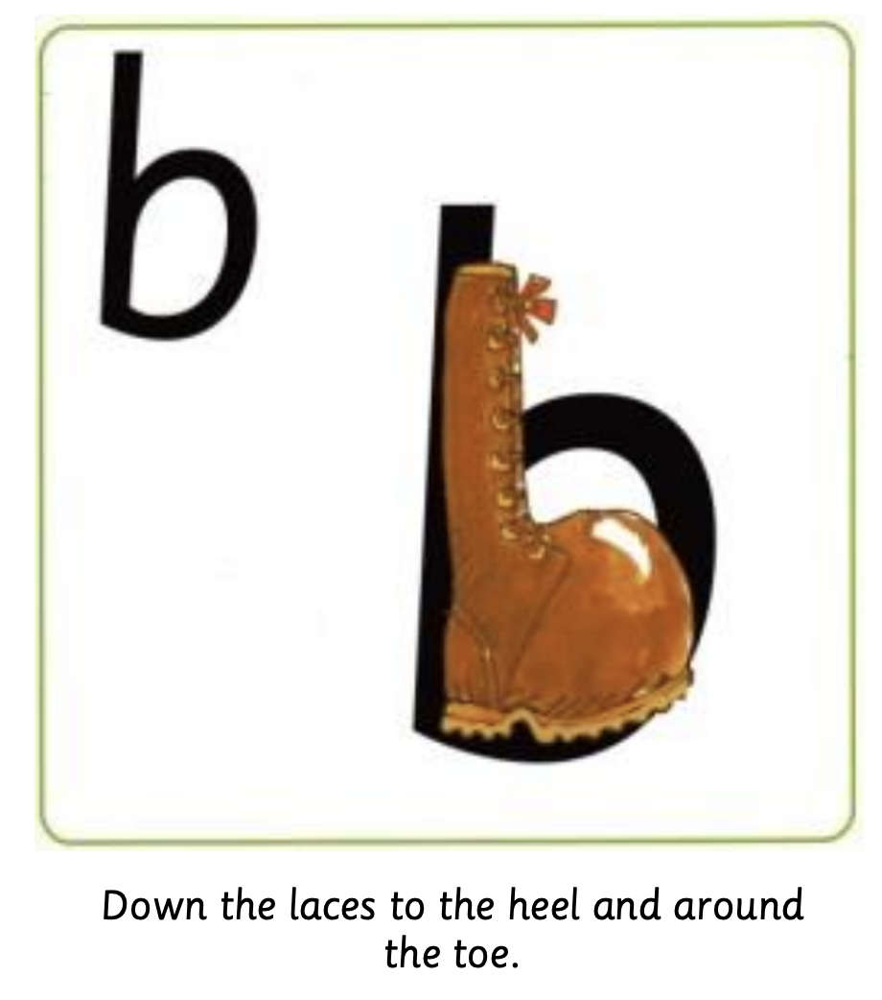 b
b
Down the laces to the heel and around
the toe.